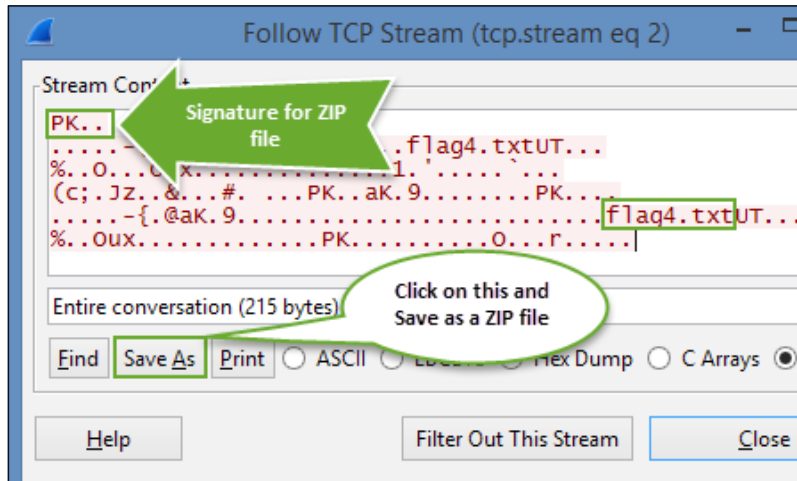 Follow TCP Stream (tcp.stream eq 2)
Stream Content
PK..
Signature for ZIP
file
.....-{..flag4.txtUT...
%..O...oux..............1.'.....`...
(c;.Jz..&...#. ....PK..aK.9........PK....
.....-{.@aK.9............................flag4.txtUT...
%..Oux.............PK..........O...r.....
Entire conversation (215 bytes)
Click on this and
Save as a ZIP file
Find Save As Print ASCII Hex Dump C Arrays
Help Filter Out This Stream Close